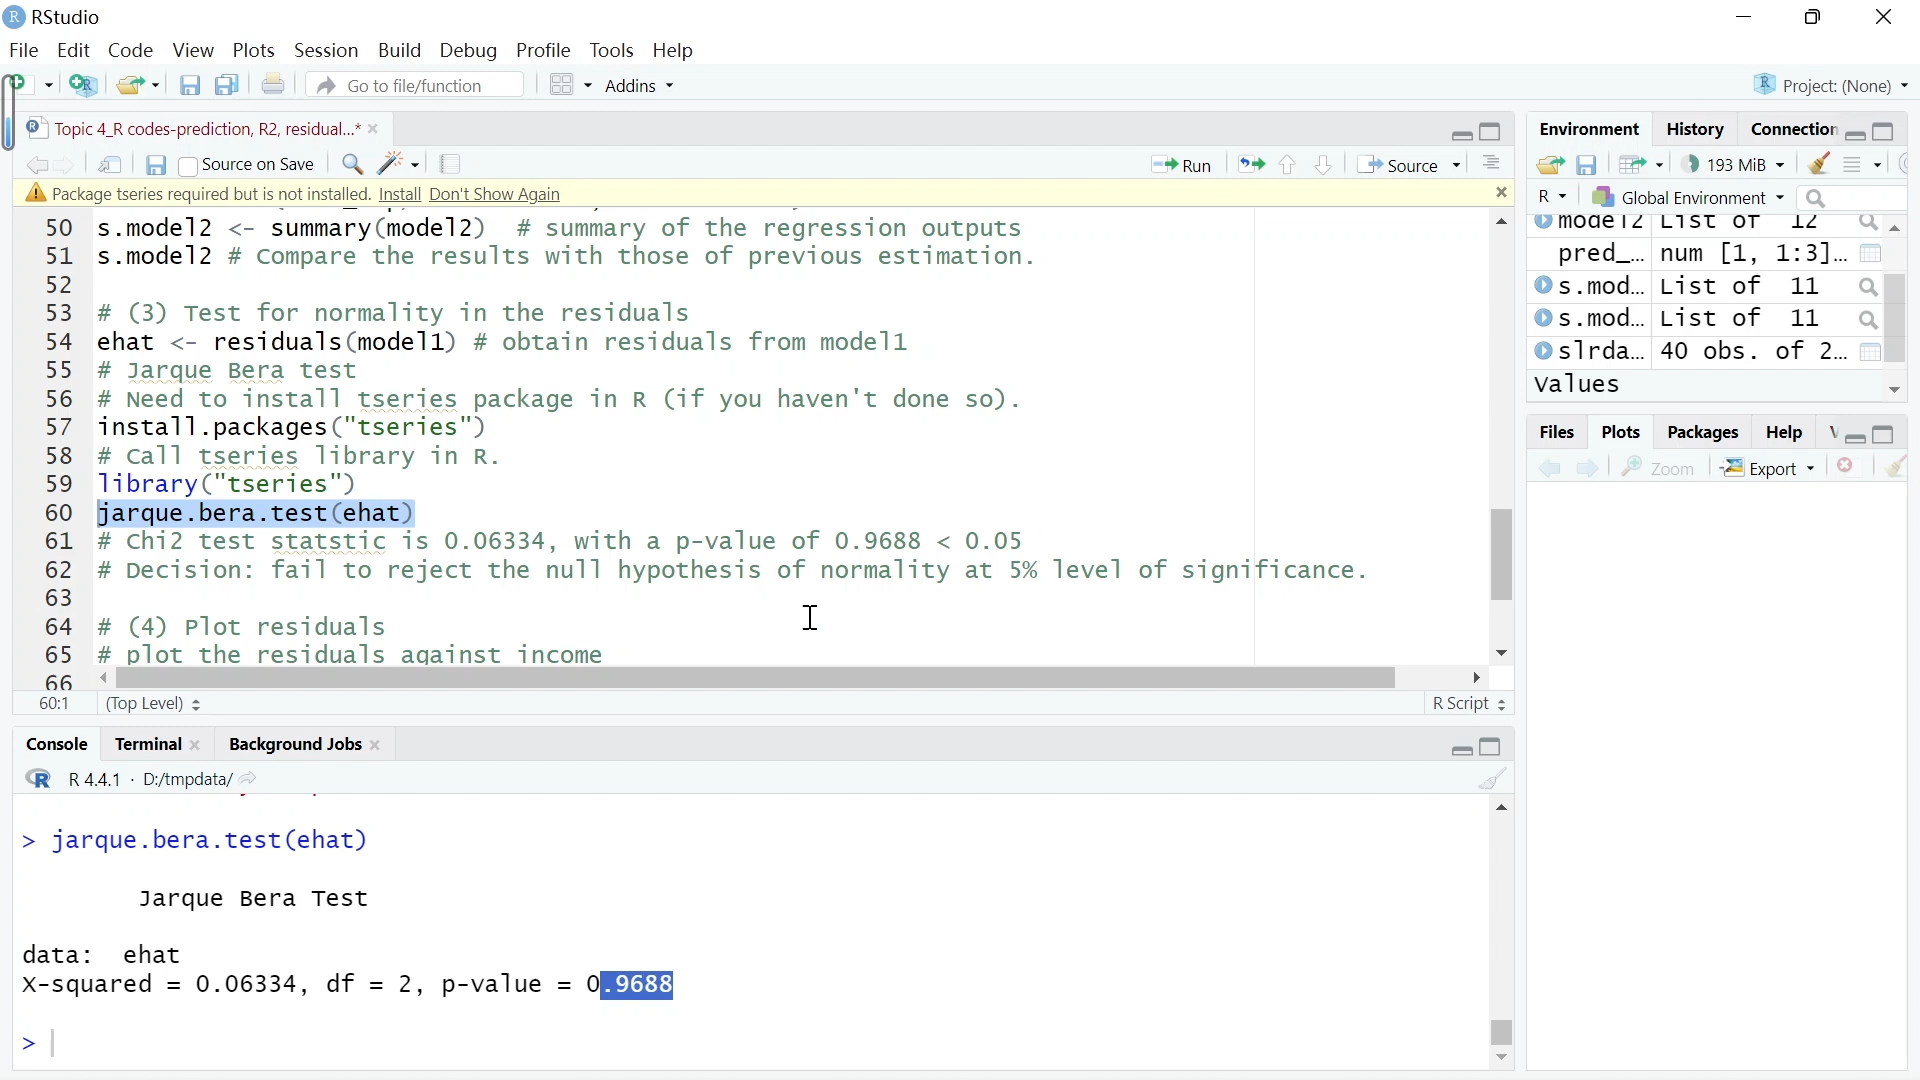 RStudio
File Edit Code View Plots Session Build Debug Profile Tools Help
Go to file/function Addins Project: (None)
Topic 4_R codes-prediction, R2, residual...*
Source on Save Run Source
Package tseries required but is not installed. Install Don't Show Again
50 s.model2 <- summary(model2) # summary of the regression outputs
51 s.model2 # Compare the results with those of previous estimation.
52
53 # (3) Test for normality in the residuals
54 ehat <- residuals(model1) # obtain residuals from model1
55 # Jarque Bera test
56 # Need to install tseries package in R (if you haven't done so).
57 install.packages("tseries")
58 # Call tseries library in R.
59 library("tseries")
60 jarque.bera.test(ehat)
61 # Chi2 test statstic is 0.06334, with a p-value of 0.9688 < 0.05
62 # Decision: fail to reject the null hypothesis of normality at 5% level of significance.
63
64 # (4) Plot residuals
65 # plot the residuals against income
66
60:1 (Top Level) R Script
Console Terminal Background Jobs
R 4.4.1 · D:/tmpdata/
> jarque.bera.test(ehat)
Jarque Bera Test
data: ehat
X-squared = 0.06334, df = 2, p-value = 0.9688
>
Environment History Connection
193 MiB
R Global Environment
model2 List of 12
pred_... num [1, 1:3]...
s.mod... List of 11
s.mod... List of 11
slrda... 40 obs. of 2...
Values
Files Plots Packages Help V
Zoom Export